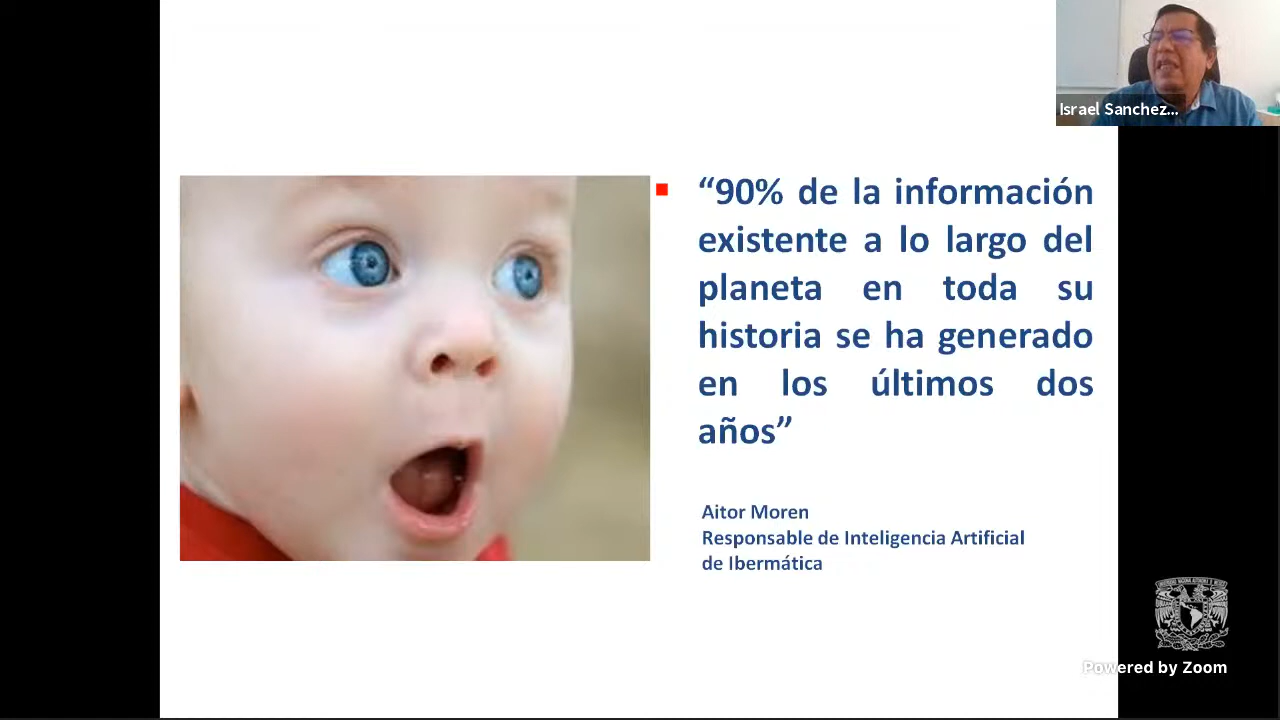 Israel Sanchez...
“90% de la información
existente a lo largo del
planeta en toda su
historia se ha generado
en los últimos dos
años”
Aitor Moren
Responsable de Inteligencia Artificial
de Ibermática
Powered by Zoom